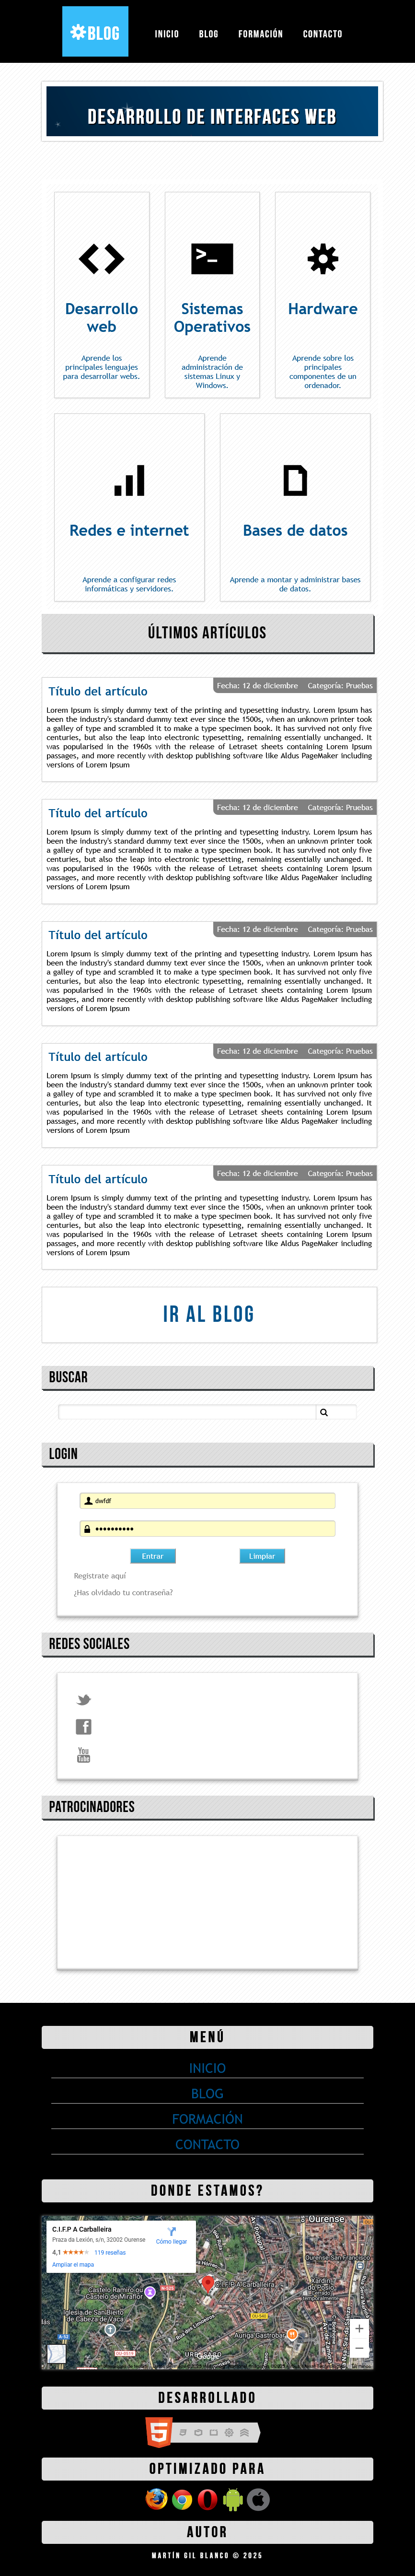 BLOG
INICIO BLOG FORMACIÓN CONTACTO
DESARROLLO DE INTERFACES WEB
Desarrollo
web
Aprende los
principales lenguajes
para desarrollar webs.
Sistemas
Operativos
Aprende
administración de
sistemas Linux y
Windows.
Hardware
Aprende sobre los
principales
componentes de un
ordenador.
Redes e internet
Aprende a configurar redes
informáticas y servidores.
Bases de datos
Aprende a montar y administrar bases
de datos.
ÚLTIMOS ARTÍCULOS
Título del artículo
Fecha: 12 de diciembre Categoría: Pruebas
Lorem Ipsum is simply dummy text of the printing and typesetting industry. Lorem Ipsum has
been the industry's standard dummy text ever since the 1500s, when an unknown printer took
a galley of type and scrambled it to make a type specimen book. It has survived not only five
centuries, but also the leap into electronic typesetting, remaining essentially unchanged. It
was popularised in the 1960s with the release of Letraset sheets containing Lorem Ipsum
passages, and more recently with desktop publishing software like Aldus PageMaker including
versions of Lorem Ipsum
Título del artículo
Fecha: 12 de diciembre Categoría: Pruebas
Lorem Ipsum is simply dummy text of the printing and typesetting industry. Lorem Ipsum has
been the industry's standard dummy text ever since the 1500s, when an unknown printer took
a galley of type and scrambled it to make a type specimen book. It has survived not only five
centuries, but also the leap into electronic typesetting, remaining essentially unchanged. It
was popularised in the 1960s with the release of Letraset sheets containing Lorem Ipsum
passages, and more recently with desktop publishing software like Aldus PageMaker including
versions of Lorem Ipsum
Título del artículo
Fecha: 12 de diciembre Categoría: Pruebas
Lorem Ipsum is simply dummy text of the printing and typesetting industry. Lorem Ipsum has
been the industry's standard dummy text ever since the 1500s, when an unknown printer took
a galley of type and scrambled it to make a type specimen book. It has survived not only five
centuries, but also the leap into electronic typesetting, remaining essentially unchanged. It
was popularised in the 1960s with the release of Letraset sheets containing Lorem Ipsum
passages, and more recently with desktop publishing software like Aldus PageMaker including
versions of Lorem Ipsum
Título del artículo
Fecha: 12 de diciembre Categoría: Pruebas
Lorem Ipsum is simply dummy text of the printing and typesetting industry. Lorem Ipsum has
been the industry's standard dummy text ever since the 1500s, when an unknown printer took
a galley of type and scrambled it to make a type specimen book. It has survived not only five
centuries, but also the leap into electronic typesetting, remaining essentially unchanged. It
was popularised in the 1960s with the release of Letraset sheets containing Lorem Ipsum
passages, and more recently with desktop publishing software like Aldus PageMaker including
versions of Lorem Ipsum
Título del artículo
Fecha: 12 de diciembre Categoría: Pruebas
Lorem Ipsum is simply dummy text of the printing and typesetting industry. Lorem Ipsum has
been the industry's standard dummy text ever since the 1500s, when an unknown printer took
a galley of type and scrambled it to make a type specimen book. It has survived not only five
centuries, but also the leap into electronic typesetting, remaining essentially unchanged. It
was popularised in the 1960s with the release of Letraset sheets containing Lorem Ipsum
passages, and more recently with desktop publishing software like Aldus PageMaker including
versions of Lorem Ipsum
IR AL BLOG
BUSCAR
LOGIN
dwfdf
Entrar Limpiar
Registrate aquí
¿Has olvidado tu contraseña?
REDES SOCIALES
You
Tube
PATROCINADORES
MENÚ
INICIO
BLOG
FORMACIÓN
CONTACTO
DONDE ESTAMOS?
C.I.F.P A Carballeira
Praza da Lexión, s/n, 32002 Ourense
4,1 119 reseñas
Ampliar el mapa
Cómo llegar
Ourense
Ourense-San Francisco
Xardín
do Posío
temporalmente
C.I.F.P A Carballeira
Castelo Ramiro ou
Castelo de Miraflor
Iglesia de San Bieito
de Cabeza de Vaca
Auriga Gastrobar
Google
DESARROLLADO
5
OPTIMIZADO PARA
AUTOR
MARTÍN GIL BLANCO © 2025